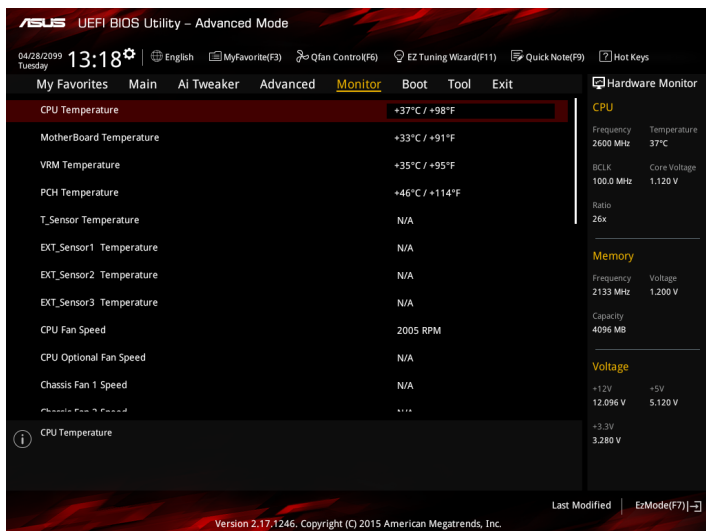 ASUS UEFI BIOS Utility – Advanced Mode
04/28/2099 Tuesday 13:18 English MyFavorite(F3) Qfan Control(F6) EZ Tuning Wizard(F11) Quick Note(F9) ? Hot Keys
My Favorites Main Ai Tweaker Advanced Monitor Boot Tool Exit
CPU Temperature +37°C / +98°F
MotherBoard Temperature +33°C / +91°F
VRM Temperature +35°C / +95°F
PCH Temperature +46°C / +114°F
T_Sensor Temperature N/A
EXT_Sensor1 Temperature N/A
EXT_Sensor2 Temperature N/A
EXT_Sensor3 Temperature N/A
CPU Fan Speed 2005 RPM
CPU Optional Fan Speed N/A
Chassis Fan 1 Speed N/A
i CPU Temperature
Hardware Monitor
CPU
Frequency Temperature
2600 MHz 37°C
BCLK Core Voltage
100.0 MHz 1.120 V
Ratio
26x
Memory
Frequency Voltage
2133 MHz 1.200 V
Capacity
4096 MB
Voltage
+12V +5V
12.096 V 5.120 V
+3.3V
3.280 V
Last Modified EzMode(F7)
Version 2.17.1246. Copyright (C) 2015 American Megatrends, Inc.